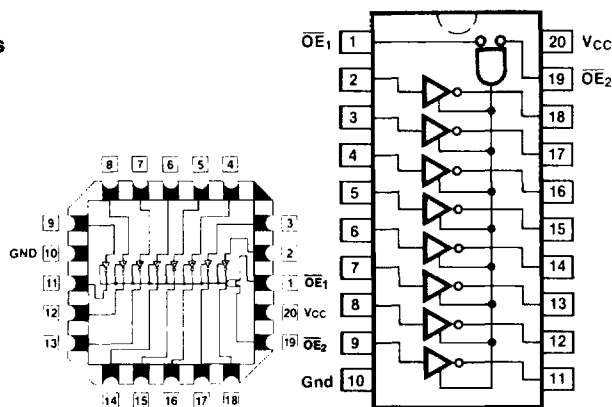 s
8 7 6 5 4
9 3
GND 10 2
11 1 OE1
12 20 VCC
13 19 OE2
14 15 16 17 18
OE1 1 20 VCC
2 19 OE2
3 18
4 17
5 16
6 15
7 14
8 13
9 12
Gnd 10 11